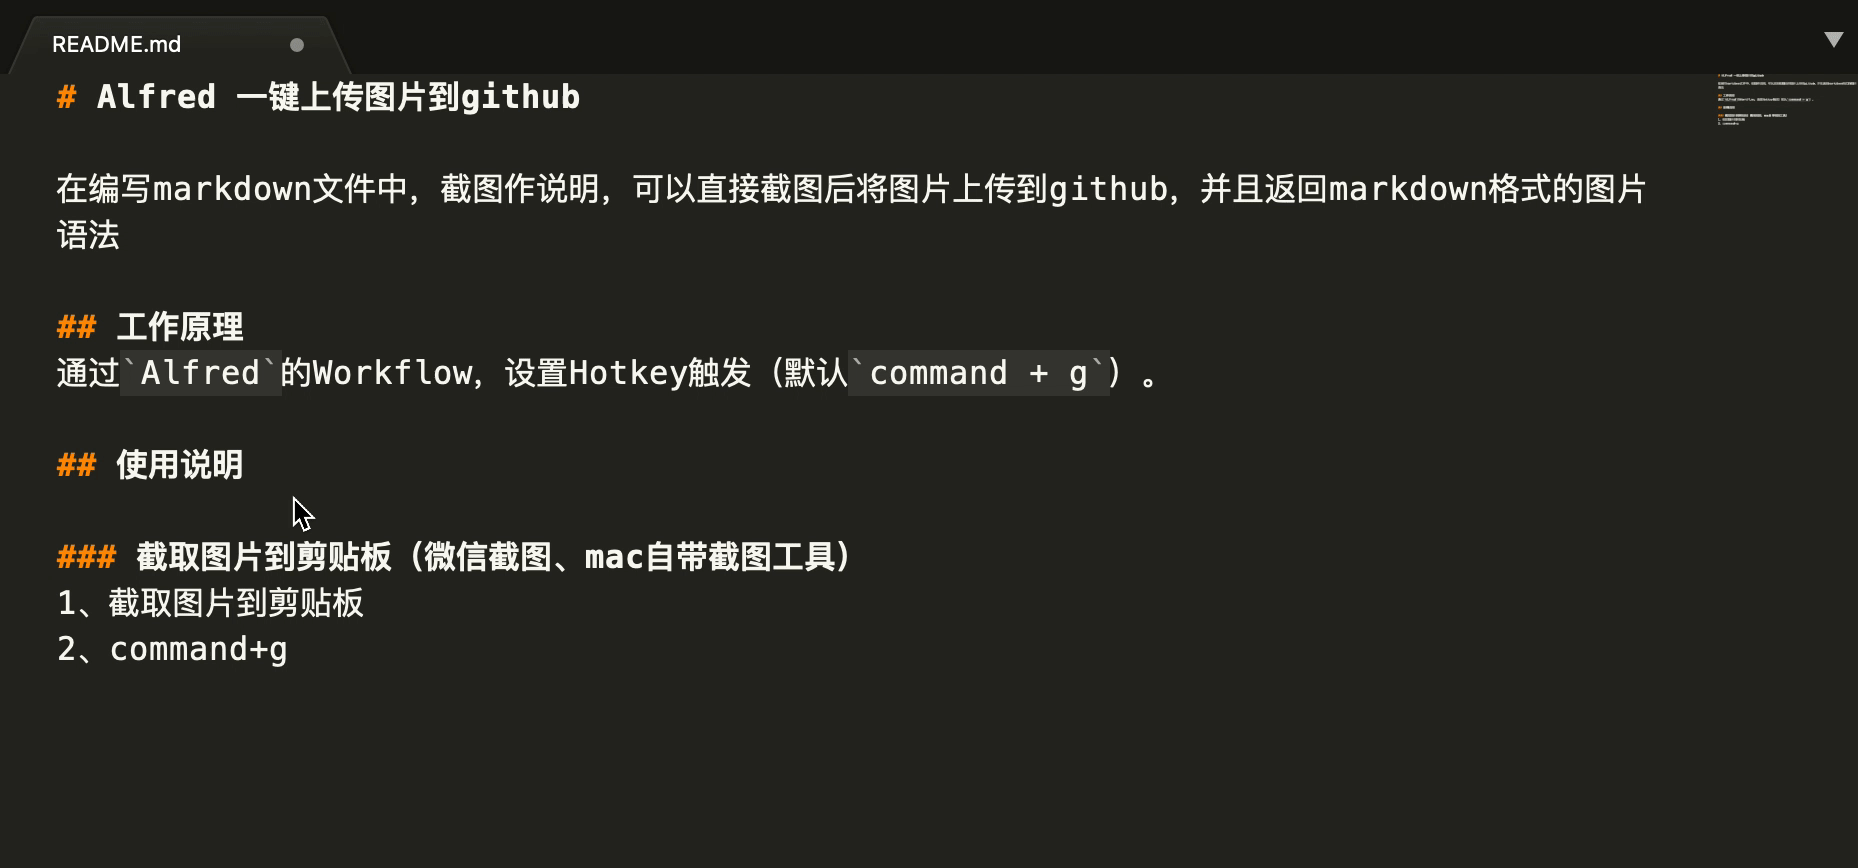 README.md
# Alfred 一键上传图片到github
在编写markdown文件中，截图作说明，可以直接截图后将图片上传到github，并且返回markdown格式的图片
语法
## 工作原理
通过`Alfred`的Workflow，设置Hotkey触发（默认`command + g`）。
## 使用说明
### 截取图片到剪贴板（微信截图、mac自带截图工具）
1、截取图片到剪贴板
2、command+g